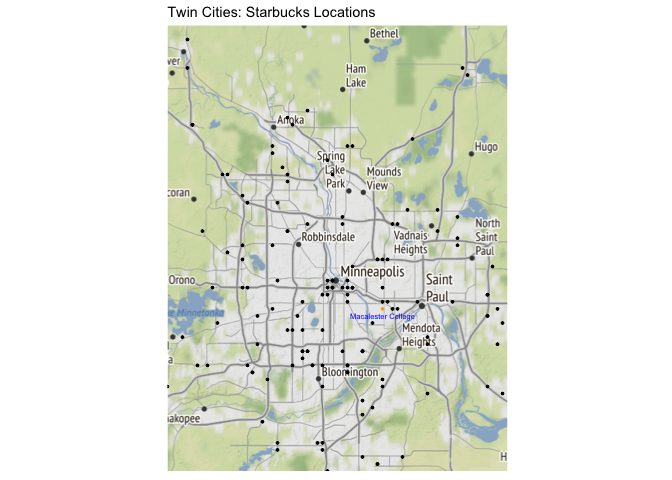 Twin Cities: Starbucks Locations
Bethel
ver
Ham
Lake
Anoka
Hugo
Spring
Lake
Park
Mounds
View
coran
North
Saint
Paul
Vadnais
Heights
Robbinsdale
Minneapolis
Orono
Saint
Paul
Minnetonka
Macalester College
Mendota
Heights
Bloomington
akopee
H